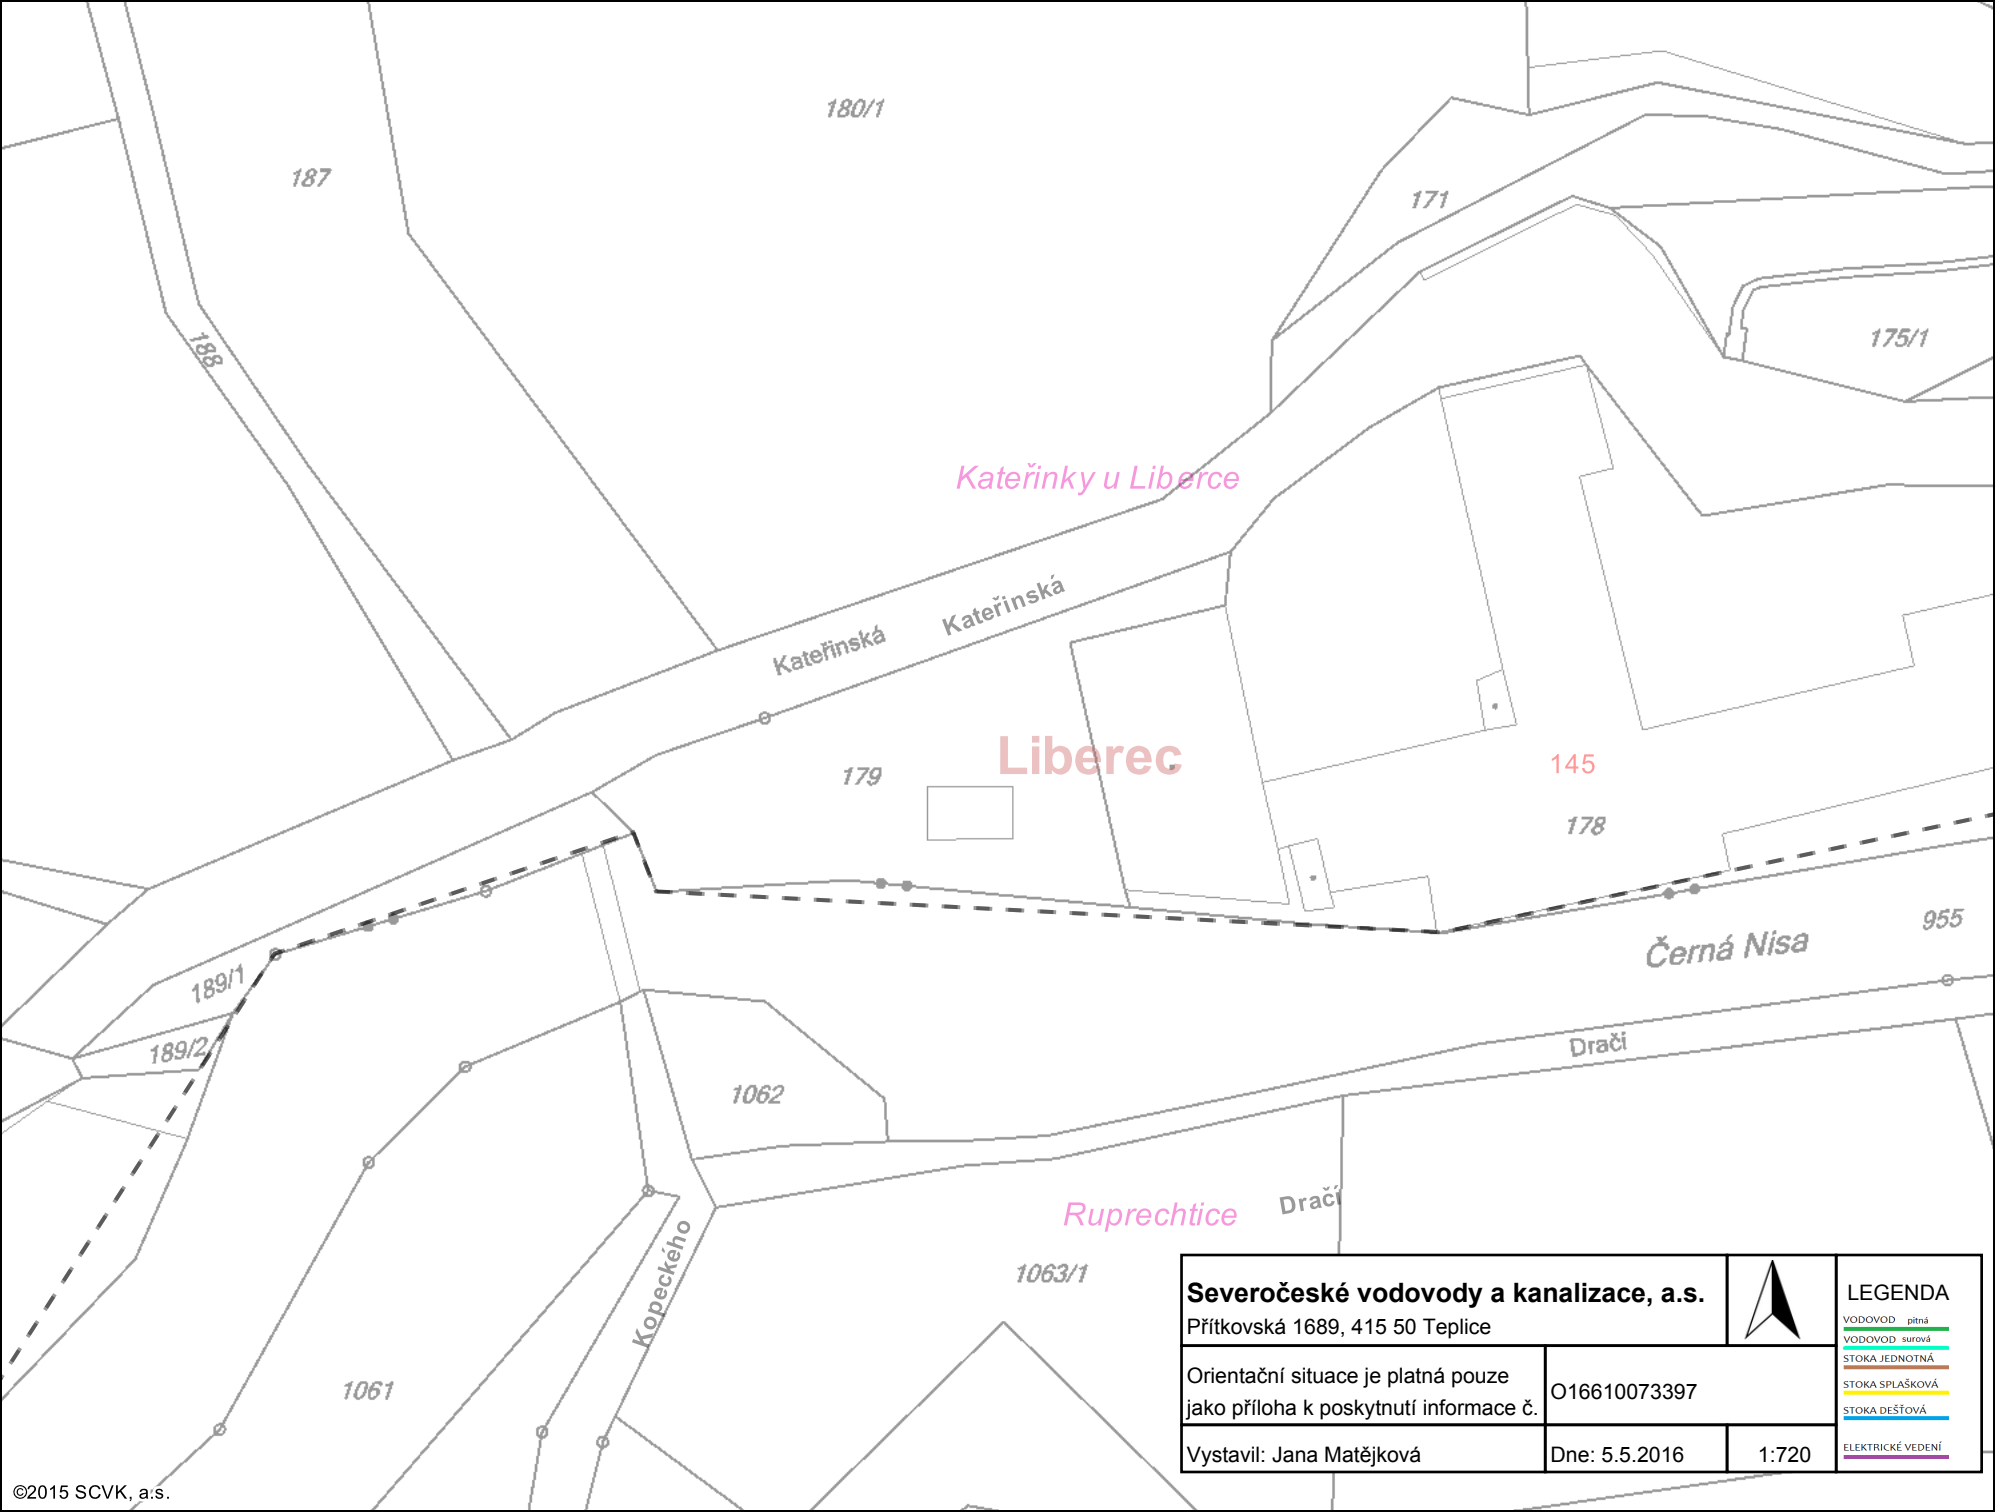 180/1
187
171
188
175/1
Kateřinky u Liberce
Kateřinská
Kateřinská
Liberec
179
145
178
955
Černá Nisa
189/1
189/2
Dračí
1062
Ruprechtice
Dračí
Kopeckého
1063/1
1061
Severočeské vodovody a kanalizace, a.s.
Přítkovská 1689, 415 50 Teplice
Orientační situace je platná pouze
jako příloha k poskytnutí informace č.
O16610073397
Vystavil: Jana Matějková
Dne: 5.5.2016
1:720
LEGENDA
VODOVOD pitná
VODOVOD surová
STOKA JEDNOTNÁ
STOKA SPLAŠKOVÁ
STOKA DEŠŤOVÁ
ELEKTRICKÉ VEDENÍ
©2015 SCVK, a.s.